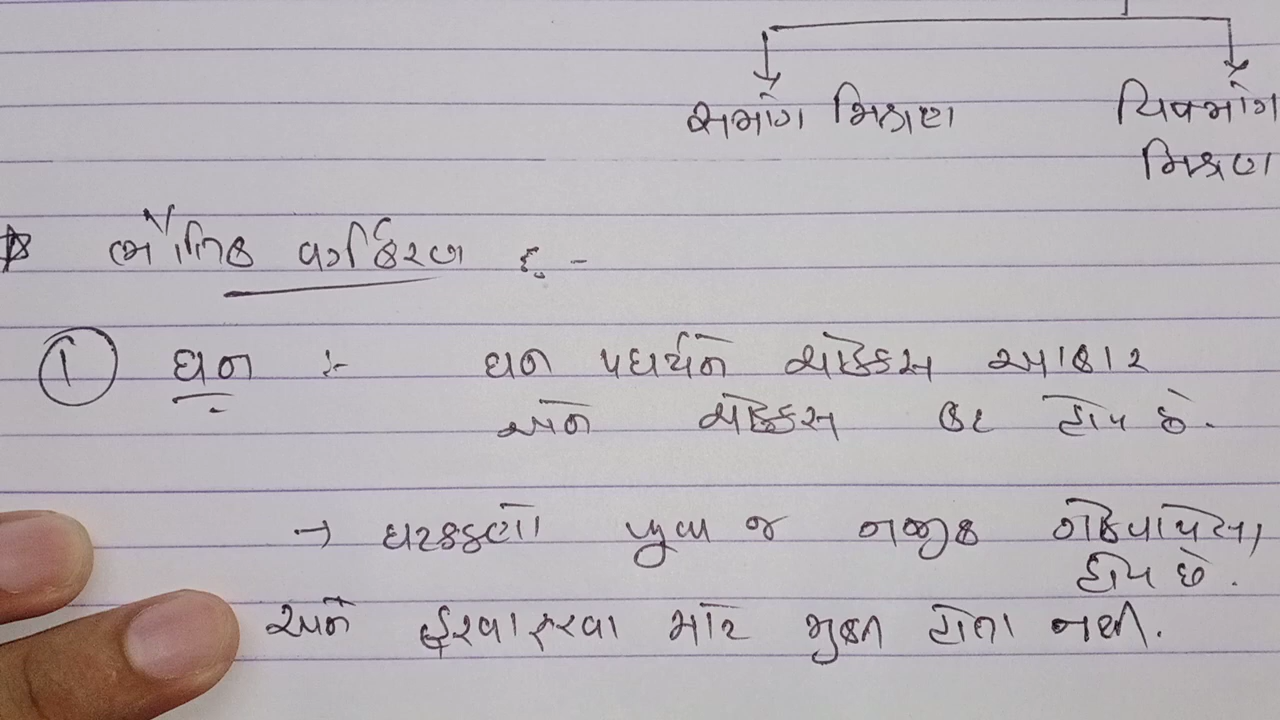 સમાંગ મિશ્રણ વિષમાંગ
મિશ્રણ
ભૌતિક વર્ગીકરણ :-
① ઘન :- ઘન પદાર્થને ચોક્કસ આકાર
અને ચોક્કસ કદ હોય છે.
→ ઘટકકણો ખુબ જ નજીક ગોઠવાયેલા
હોય છે.
અને હરવા ફરવા માટે મુક્ત હોતા નથી.